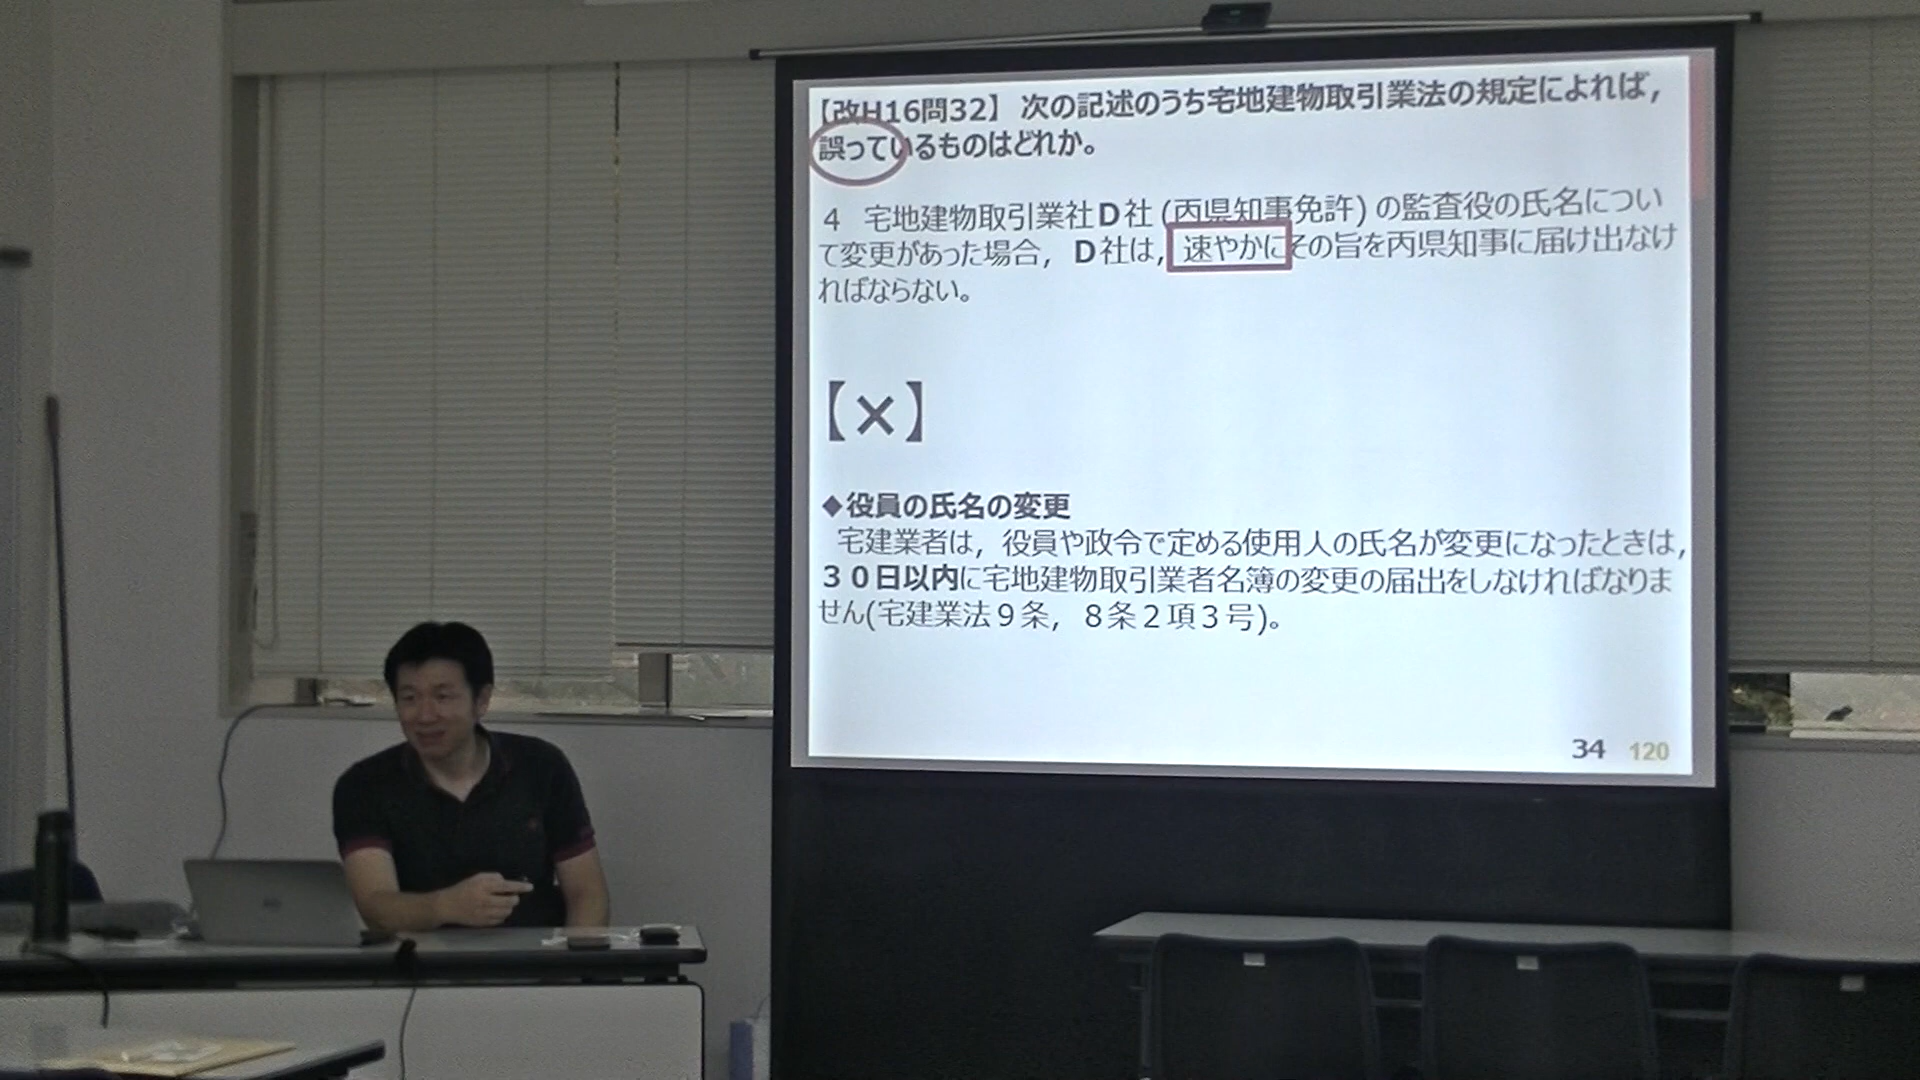 【改H16問32】 次の記述のうち宅地建物取引業法の規定によれば，
誤っているものはどれか。
４　宅地建物取引業社Ｄ社（丙県知事免許）の監査役の氏名につい
て変更があった場合，Ｄ社は，速やかにその旨を丙県知事に届け出なけ
ればならない。
【×】
◆役員の氏名の変更
宅建業者は，役員や政令で定める使用人の氏名が変更になったときは，
３０日以内に宅地建物取引業者名簿の変更の届出をしなければなりま
せん(宅建業法９条，８条２項３号)。
34 120